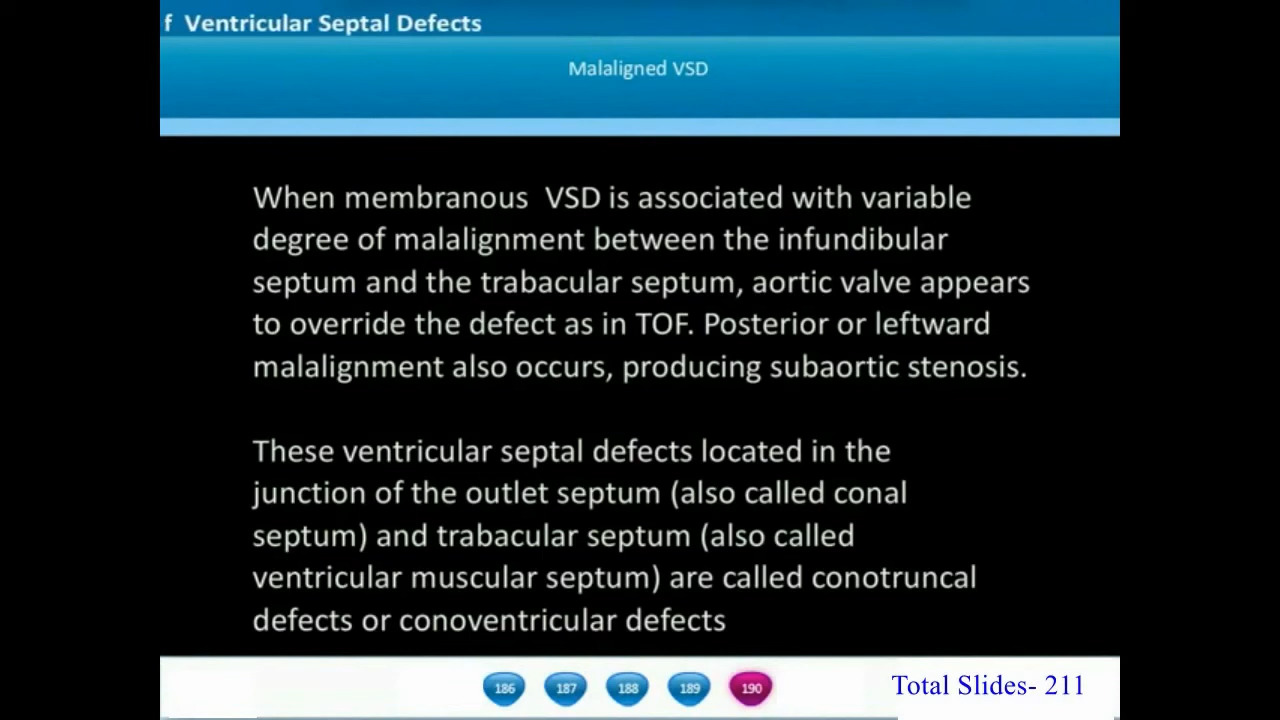 f Ventricular Septal Defects
Malaligned VSD
When membranous VSD is associated with variable
degree of malalignment between the infundibular
septum and the trabacular septum, aortic valve appears
to override the defect as in TOF. Posterior or leftward
malalignment also occurs, producing subaortic stenosis.
These ventricular septal defects located in the
junction of the outlet septum (also called conal
septum) and trabacular septum (also called
ventricular muscular septum) are called conotruncal
defects or conoventricular defects
186 187 188 189 190 Total Slides- 211